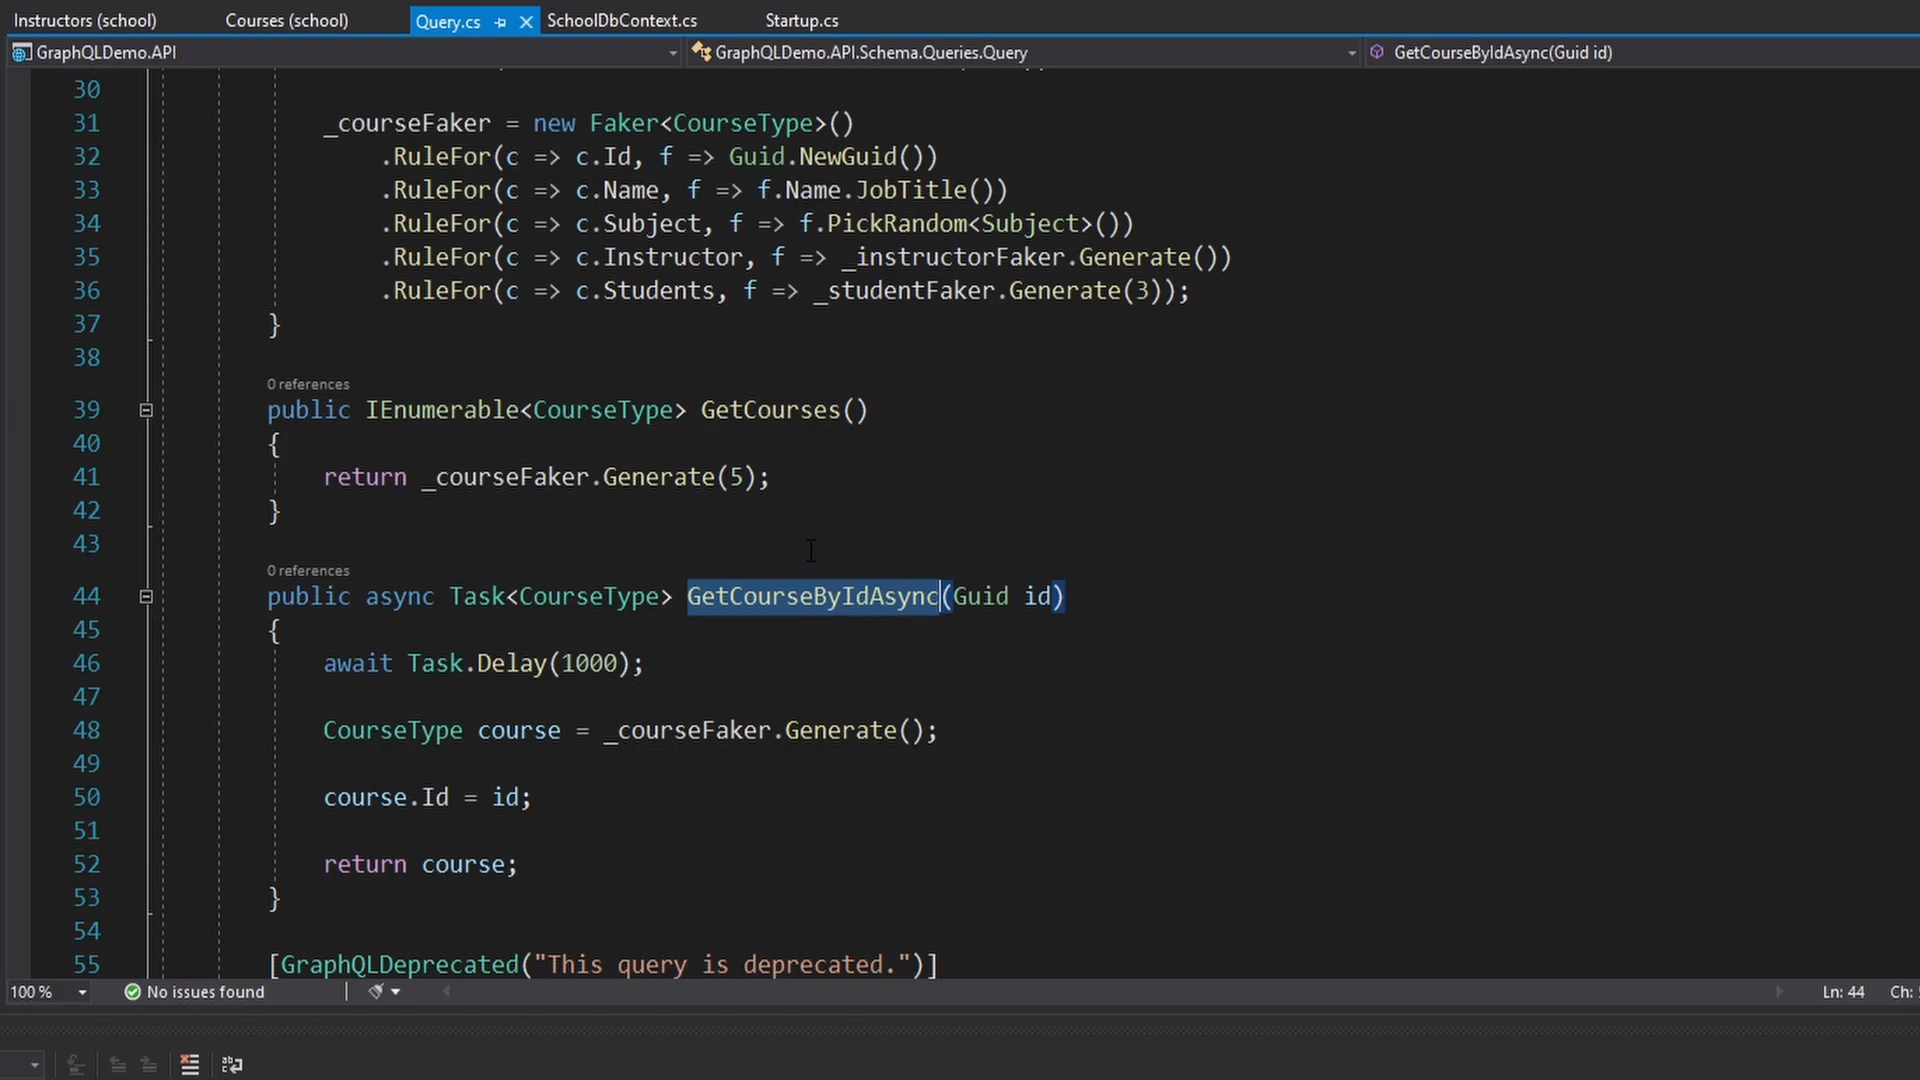 Instructors (school) Courses (school) Query.cs SchoolDbContext.cs Startup.cs
GraphQLDemo.API GraphQLDemo.API.Schema.Queries.Query GetCourseByIdAsync(Guid id)
30
31 _courseFaker = new Faker<CourseType>()
32 .RuleFor(c => c.Id, f => Guid.NewGuid())
33 .RuleFor(c => c.Name, f => f.Name.JobTitle())
34 .RuleFor(c => c.Subject, f => f.PickRandom<Subject>())
35 .RuleFor(c => c.Instructor, f => _instructorFaker.Generate())
36 .RuleFor(c => c.Students, f => _studentFaker.Generate(3));
37 }
38
0 references
39 public IEnumerable<CourseType> GetCourses()
40 {
41 return _courseFaker.Generate(5);
42 }
43
0 references
44 public async Task<CourseType> GetCourseByIdAsync(Guid id)
45 {
46 await Task.Delay(1000);
47
48 CourseType course = _courseFaker.Generate();
49
50 course.Id = id;
51
52 return course;
53 }
54
55 [GraphQLDeprecated("This query is deprecated.")]
100 % No issues found Ln: 44 Ch: